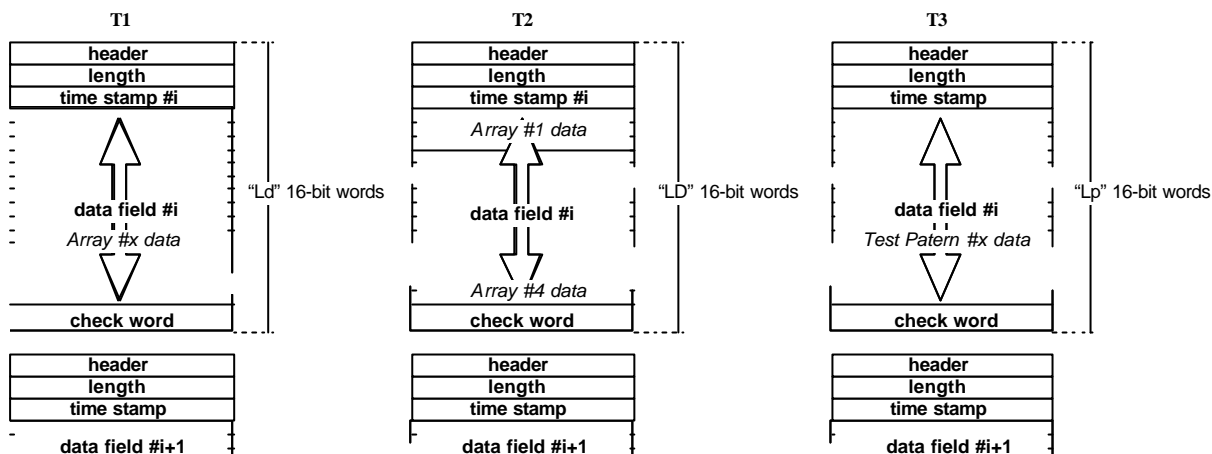 T1
header
length
time stamp #i
data field #i
Array #x data
check word
"Ld" 16-bit words
header
length
time stamp
data field #i+1
T2
header
length
time stamp #i
Array #1 data
data field #i
Array #4 data
check word
"LD" 16-bit words
header
length
time stamp
data field #i+1
T3
header
length
time stamp
data field #i
Test Patern #x data
check word
"Lp" 16-bit words
header
length
time stamp
data field #i+1